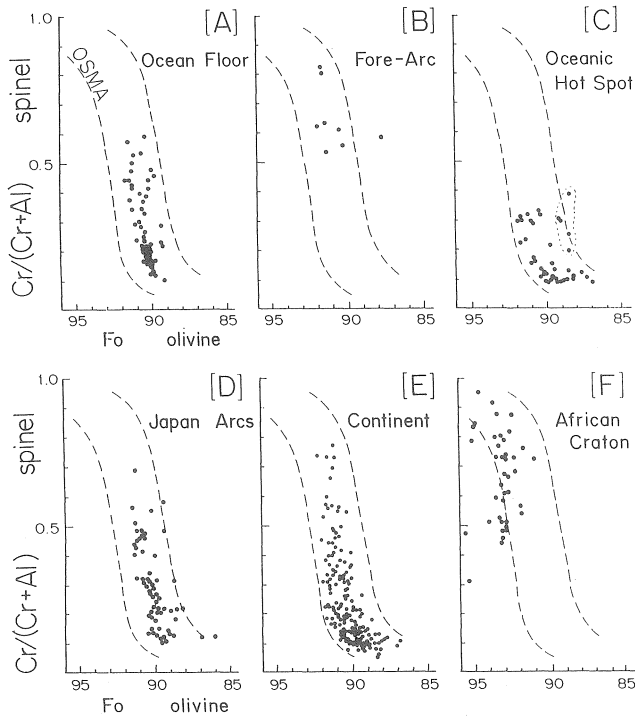 [A]
Ocean Floor
OSMA
1.0
0.5
Cr/(Cr+Al) spinel
95 90 85
Fo olivine
[B]
Fore-Arc
95 90 85
[C]
Oceanic
Hot Spot
95 90 85
[D]
Japan Arcs
1.0
0.5
Cr/(Cr+Al) spinel
95 90 85
Fo olivine
[E]
Continent
95 90 85
[F]
African
Craton
95 90 85